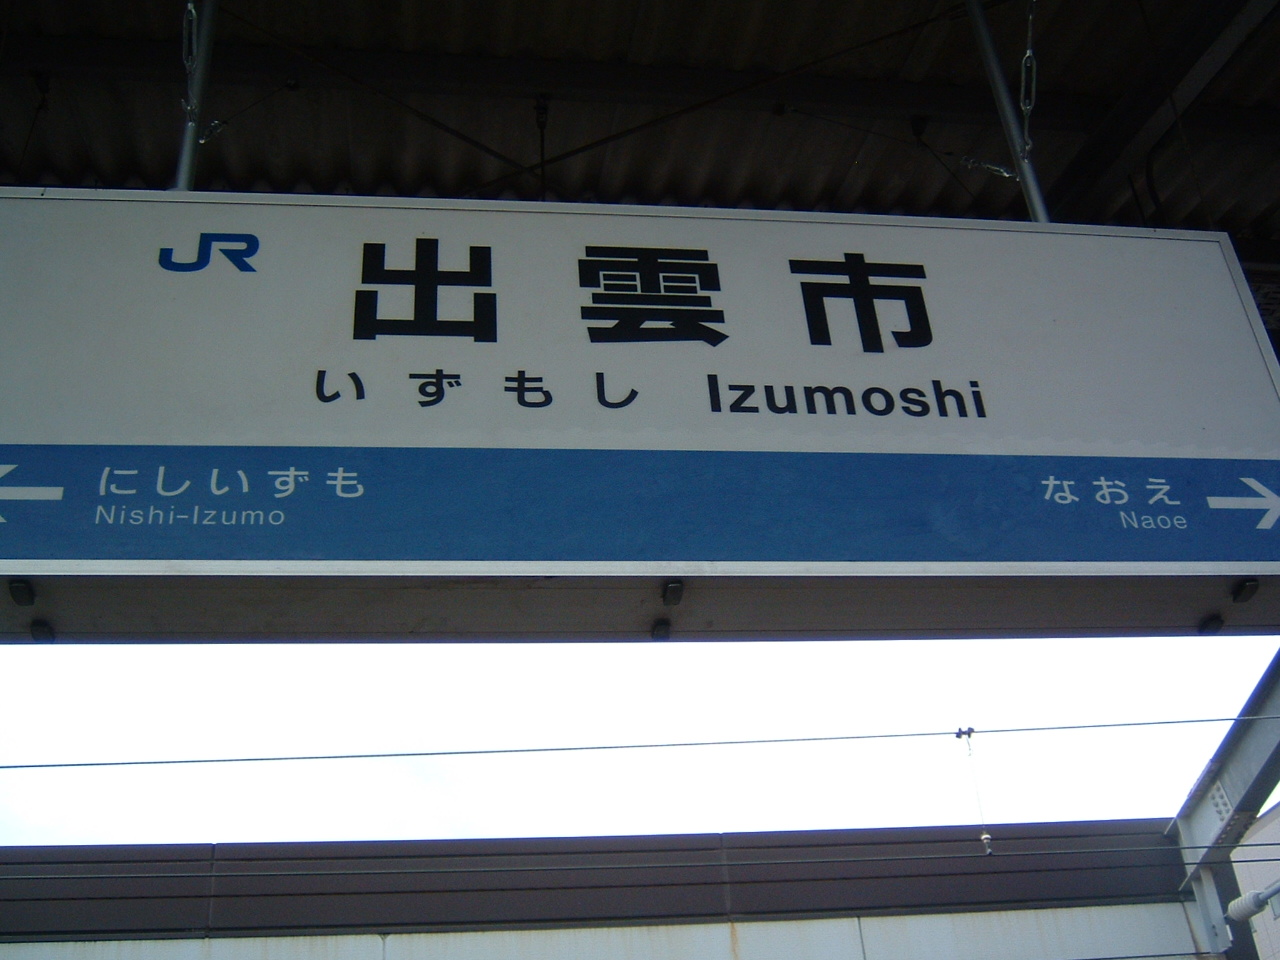 JR 出雲市
いずもし Izumoshi
にしいずも
Nishi-Izumo
なおえ
Naoe